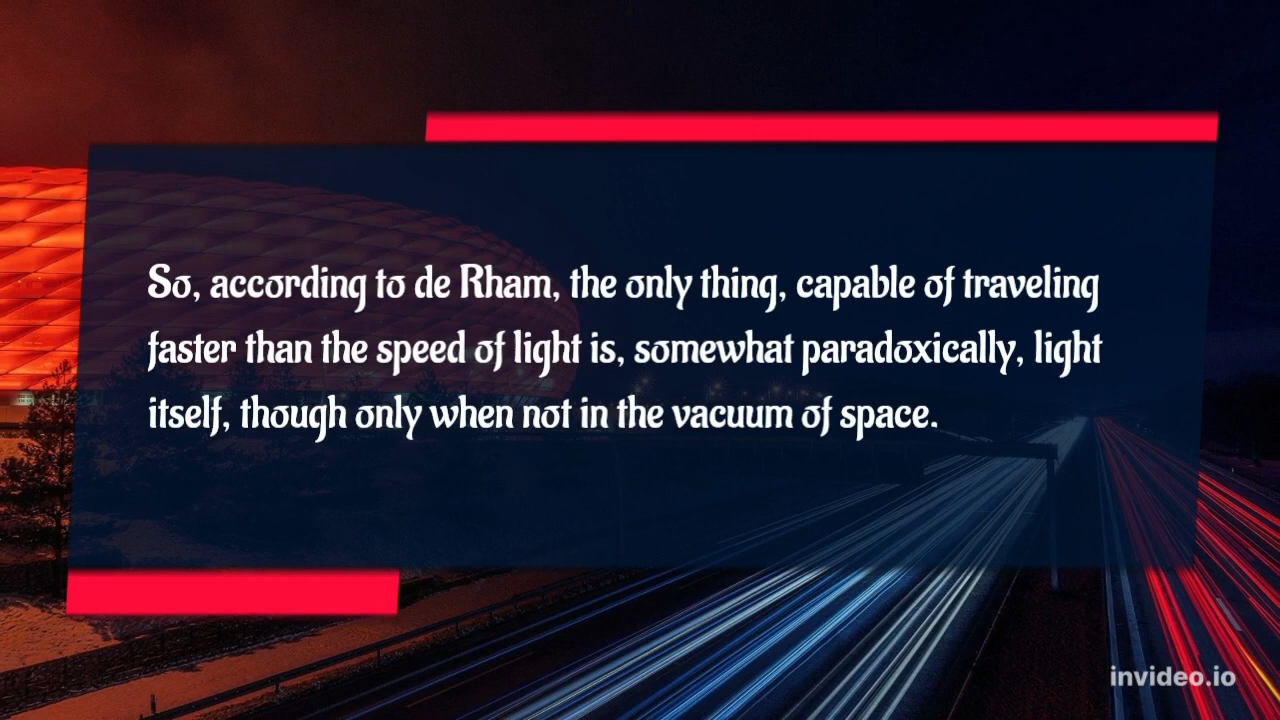 So, according to de Rham, the only thing, capable of traveling
faster than the speed of light is, somewhat paradoxically, light
itself, though only when not in the vacuum of space.
invideo.io